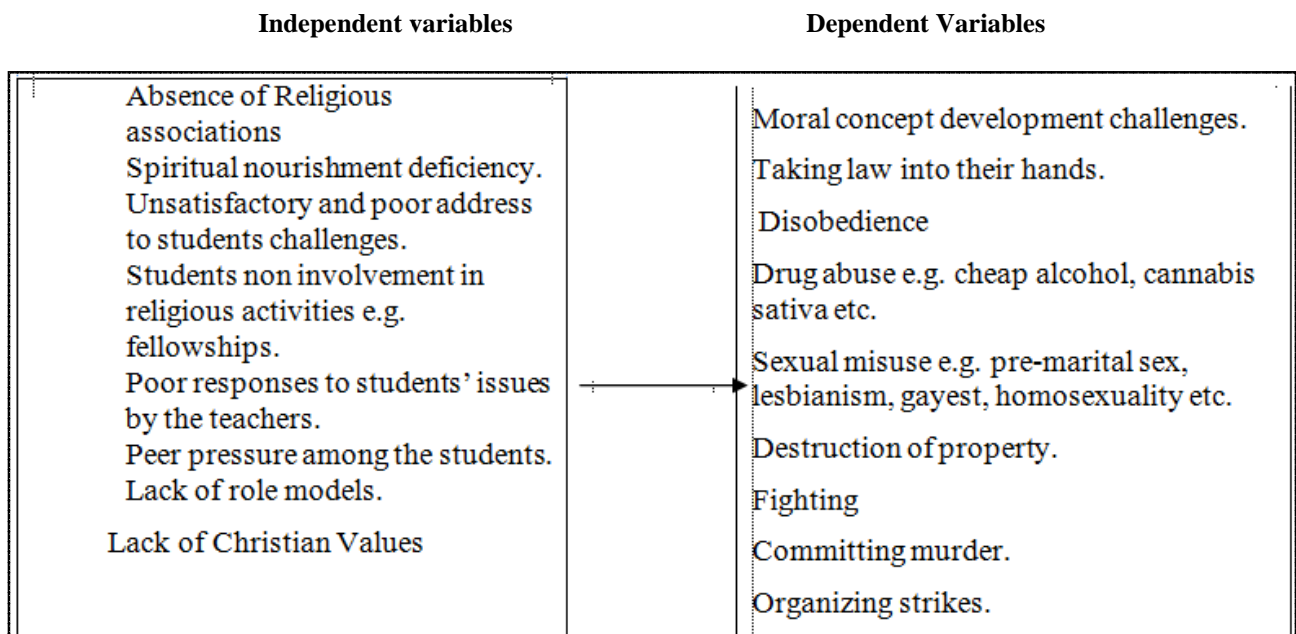 Independent variables
Dependent Variables
Absence of Religious
associations
Spiritual nourishment deficiency.
Unsatisfactory and poor address
to students challenges.
Students non involvement in
religious activities e.g.
fellowships.
Poor responses to students’ issues
by the teachers.
Peer pressure among the students.
Lack of role models.
Lack of Christian Values
Moral concept development challenges.
Taking law into their hands.
Disobedience
Drug abuse e.g. cheap alcohol, cannabis
sativa etc.
Sexual misuse e.g. pre-marital sex,
lesbianism, gayest, homosexuality etc.
Destruction of property.
Fighting
Committing murder.
Organizing strikes.